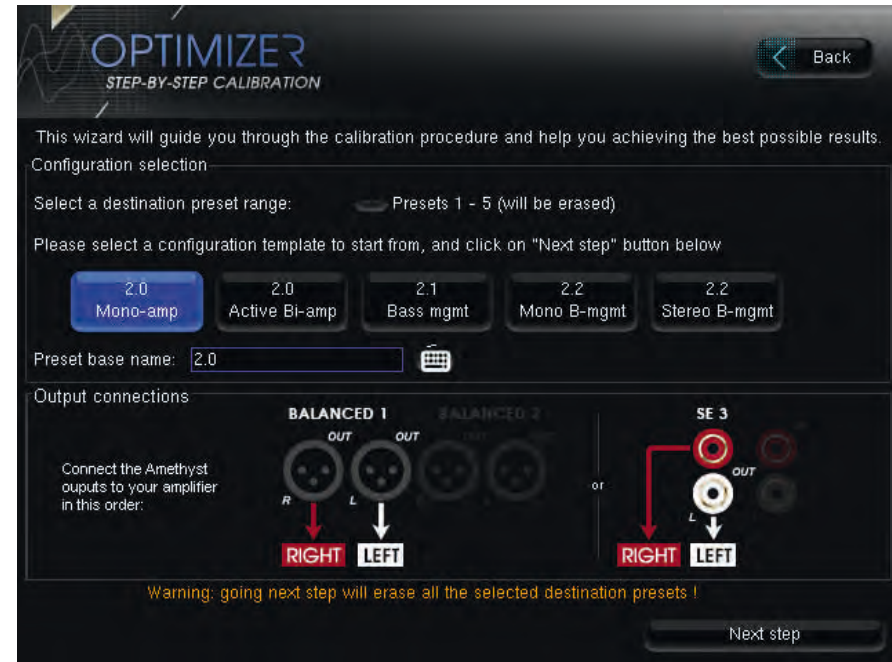 OPTIMIZER
STEP-BY-STEP CALIBRATION
Back
This wizard will guide you through the calibration procedure and help you achieving the best possible results.
Configuration selection
Select a destination preset range:
Presets 1 - 5 (will be erased)
Please select a configuration template to start from, and click on "Next step" button below
2.0
Mono-amp
2.0
Active Bi-amp
2.1
Bass mgmt
2.2
Mono B-mgmt
2.2
Stereo B-mgmt
Preset base name: 2.0
Output connections
BALANCED 1
BALANCED 2
SE 3
OUT
OUT
Connect the Amethyst
ouputs to your amplifier
in this order:
R
L
or
OUT
L
RIGHT
LEFT
RIGHT
LEFT
Warning: going next step will erase all the selected destination presets !
Next step